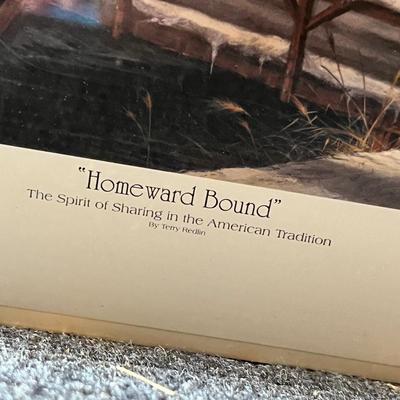 "Homeward Bound"
The Spirit of Sharing in the American Tradition
By Terry Redlin